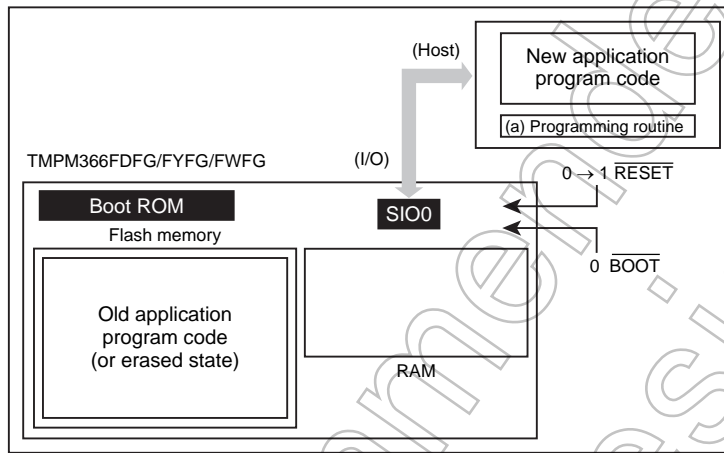 (Host)
New application
program code
(a) Programming routine
TMPM366FDFG/FYFG/FWFG
(I/O)
0 → 1 RESET
Boot ROM
SIO0
Flash memory
0 BOOT
Old application
program code
(or erased state)
RAM